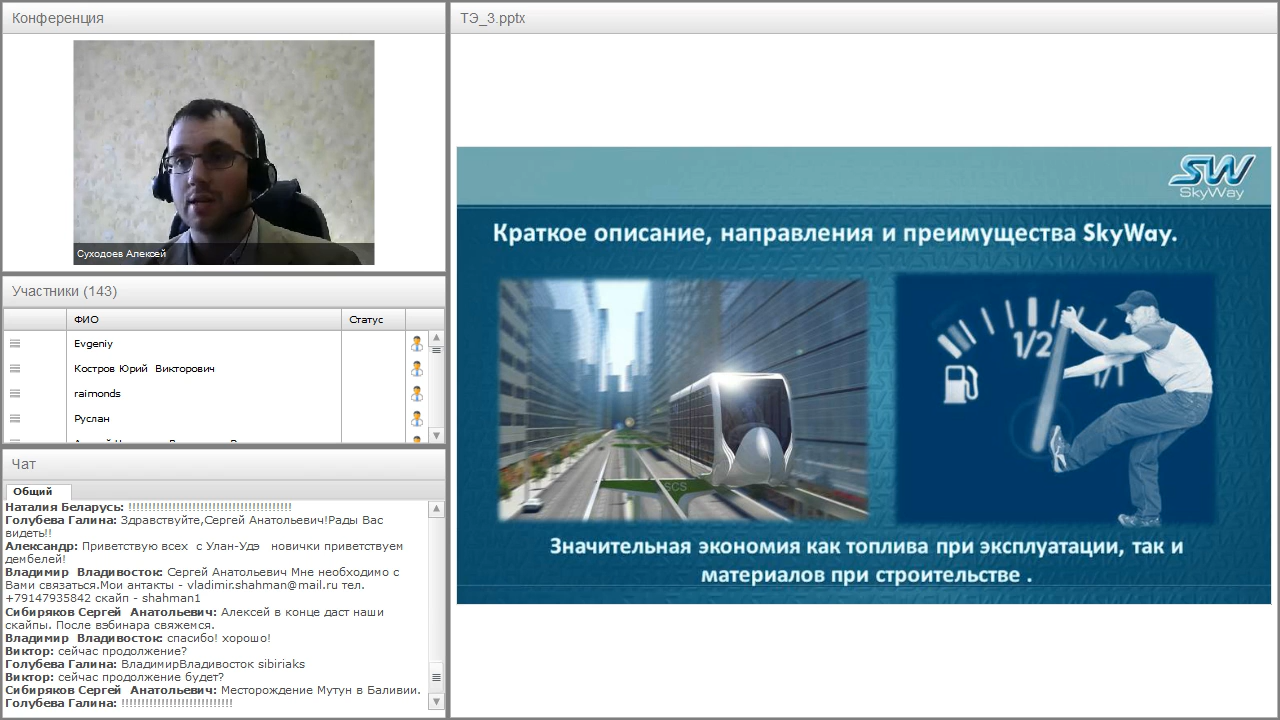 Конференция
Суходоев Алексей
Участники (143)
ФИО
Статус
Evgeniy
Костров Юрий Викторович
raimonds
Руслан
Чат
Общий
Наталия Беларусь: !!!!!!!!!!!!!!!!!!!!!!!!!!!!!!!!!!!!!!!!!
Голубева Галина: Здравствуйте,Сергей Анатольевич!Рады Вас
видеть!!
Александр: Приветствую всех с Улан-Удэ новички приветствуем
дембелей!
Владимир Владивосток: Сергей Анатольевич Мне необходимо с
Вами связаться.Мои антакты - vladimir.shahman@mail.ru тел.
+79147935842 скайп - shahman1
Сибиряков Сергей Анатольевич: Алексей в конце даст наши
скайпы. После вэбинара свяжемся.
Владимир Владивосток: спасибо! хорошо!
Виктор: сейчас продолжение?
Голубева Галина: ВладимирВладивосток sibiriaks
Виктор: сейчас продолжение будет?
Сибиряков Сергей Анатольевич: Месторождение Мутун в Баливии.
Голубева Галина: !!!!!!!!!!!!!!!!!!!!!!!!!!!!
ТЭ_3.pptx
SW
SkyWay
Краткое описание, направления и преимущества SkyWay.
SCS
1/2
1/1
Значительная экономия как топлива при эксплуатации, так и
материалов при строительстве .